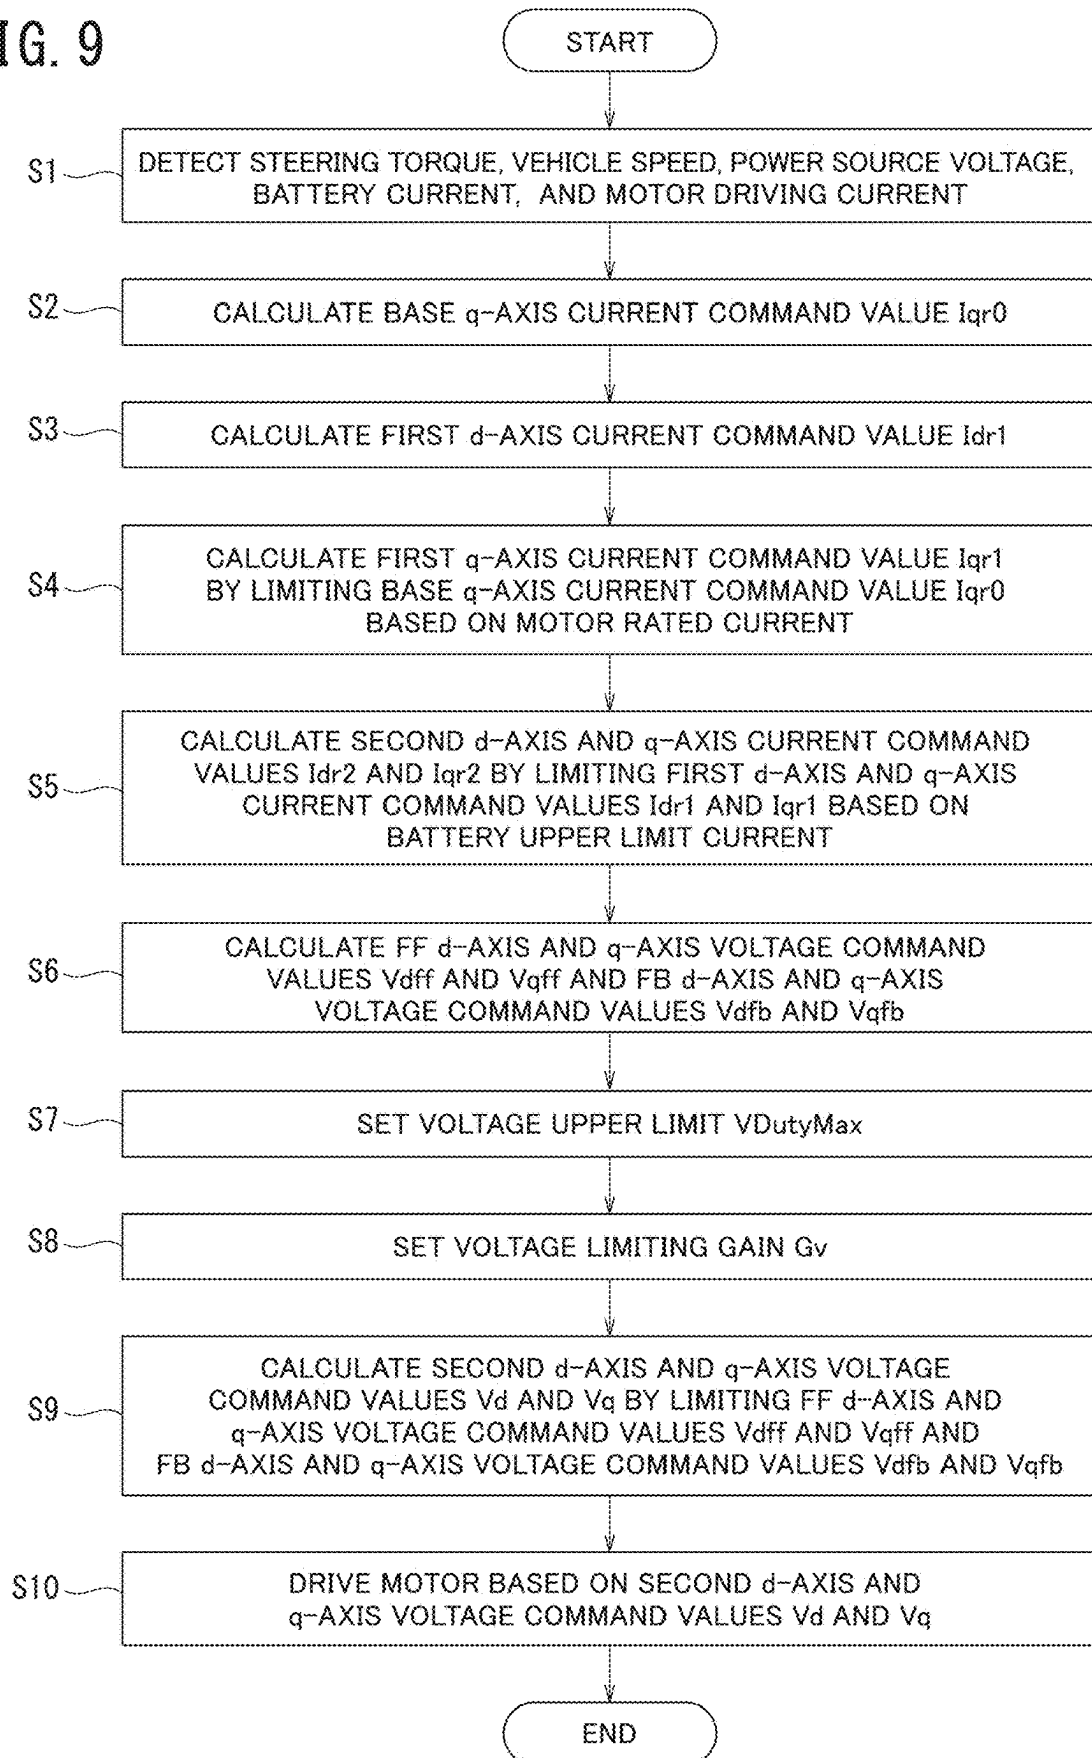 IG. 9
START
S1
DETECT STEERING TORQUE, VEHICLE SPEED, POWER SOURCE VOLTAGE,
BATTERY CURRENT, AND MOTOR DRIVING CURRENT
S2
CALCULATE BASE q-AXIS CURRENT COMMAND VALUE Iqr0
S3
CALCULATE FIRST d-AXIS CURRENT COMMAND VALUE Idr1
S4
CALCULATE FIRST q-AXIS CURRENT COMMAND VALUE Iqr1
BY LIMITING BASE q-AXIS CURRENT COMMAND VALUE Iqr0
BASED ON MOTOR RATED CURRENT
S5
CALCULATE SECOND d-AXIS AND q-AXIS CURRENT COMMAND
VALUES Idr2 AND Iqr2 BY LIMITING FIRST d-AXIS AND q-AXIS
CURRENT COMMAND VALUES Idr1 AND Iqr1 BASED ON
BATTERY UPPER LIMIT CURRENT
S6
CALCULATE FF d-AXIS AND q-AXIS VOLTAGE COMMAND
VALUES Vdff AND Vqff AND FB d-AXIS AND q-AXIS
VOLTAGE COMMAND VALUES Vdfb AND Vqfb
S7
SET VOLTAGE UPPER LIMIT VDutyMax
S8
SET VOLTAGE LIMITING GAIN Gv
S9
CALCULATE SECOND d-AXIS AND q-AXIS VOLTAGE
COMMAND VALUES Vd AND Vq BY LIMITING FF d-AXIS AND
q-AXIS VOLTAGE COMMAND VALUES Vdff AND Vqff AND
FB d-AXIS AND q-AXIS VOLTAGE COMMAND VALUES Vdfb AND Vqfb
S10
DRIVE MOTOR BASED ON SECOND d-AXIS AND
q-AXIS VOLTAGE COMMAND VALUES Vd AND Vq
END